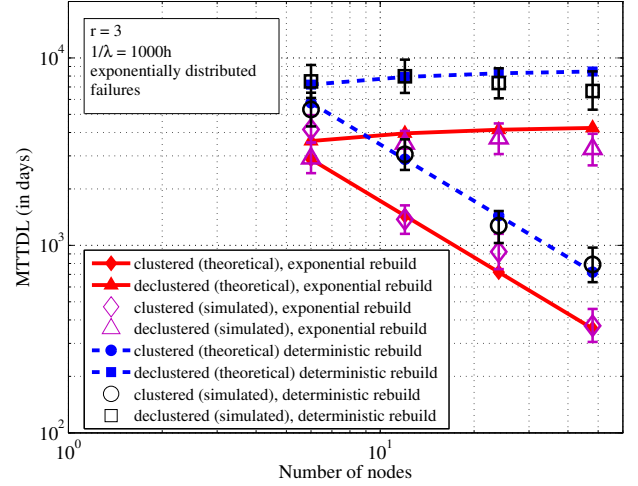 10^4
r = 3
1/λ = 1000h
exponentially distributed
failures
MTTDL (in days)
10^3
clustered (theoretical), exponential rebuild
declustered (theoretical), exponential rebuild
clustered (simulated), exponential rebuild
declustered (simulated), exponential rebuild
clustered (theoretical) deterministic rebuild
declustered (theoretical) deterministic rebuild
clustered (simulated), deterministic rebuild
declustered (simulated), deterministic rebuild
10^2
10^0
10^1
Number of nodes